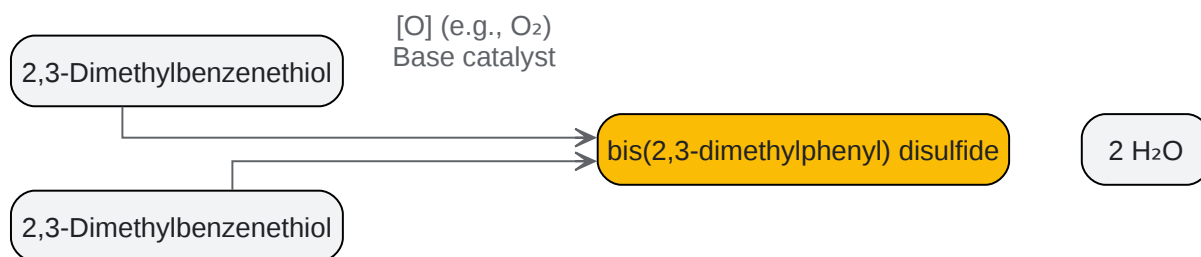 [O] (e.g., O₂)
Base catalyst
2,3-Dimethylbenzenethiol
bis(2,3-dimethylphenyl) disulfide
2 H₂O
2,3-Dimethylbenzenethiol